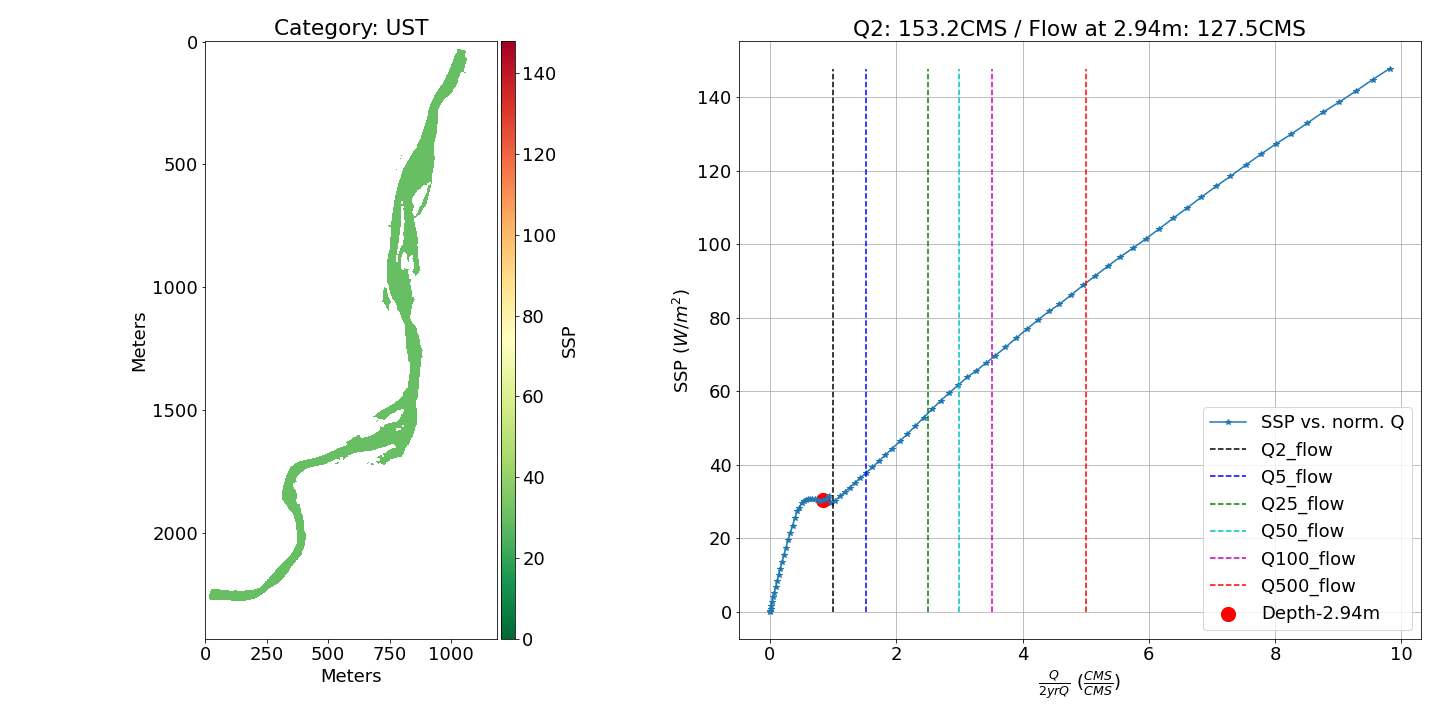 Category: UST
0
500
1000
1500
2000
Meters
0
250
500
750
1000
Meters
140
120
100
80
60
40
20
0
SSP
Q2: 153.2CMS / Flow at 2.94m: 127.5CMS
140
120
100
80
60
40
20
0
SSP (W/m²)
0
2
4
6
8
10
Q/2yrQ (CMS/CMS)
SSP vs. norm. Q
Q2_flow
Q5_flow
Q25_flow
Q50_flow
Q100_flow
Q500_flow
Depth-2.94m